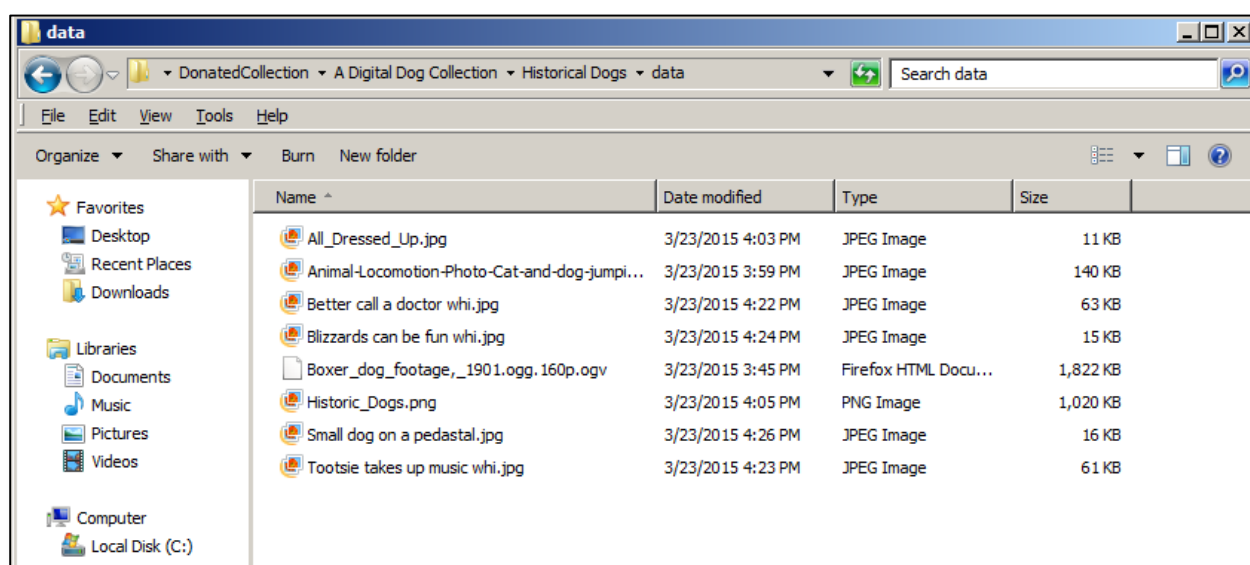 data
DonatedCollection A Digital Dog Collection Historical Dogs data Search data
File Edit View Tools Help
Organize Share with Burn New folder
Favorites
Desktop
Recent Places
Downloads
Libraries
Documents
Music
Pictures
Videos
Computer
Local Disk (C:)
Name Date modified Type Size
All_Dressed_Up.jpg 3/23/2015 4:03 PM JPEG Image 11 KB
Animal-Locomotion-Photo-Cat-and-dog-jumpi... 3/23/2015 3:59 PM JPEG Image 140 KB
Better call a doctor whi.jpg 3/23/2015 4:22 PM JPEG Image 63 KB
Blizzards can be fun whi.jpg 3/23/2015 4:24 PM JPEG Image 15 KB
Boxer_dog_footage,_1901.ogg.160p.ogv 3/23/2015 3:45 PM Firefox HTML Docu... 1,822 KB
Historic_Dogs.png 3/23/2015 4:05 PM PNG Image 1,020 KB
Small dog on a pedastal.jpg 3/23/2015 4:26 PM JPEG Image 16 KB
Tootsie takes up music whi.jpg 3/23/2015 4:23 PM JPEG Image 61 KB